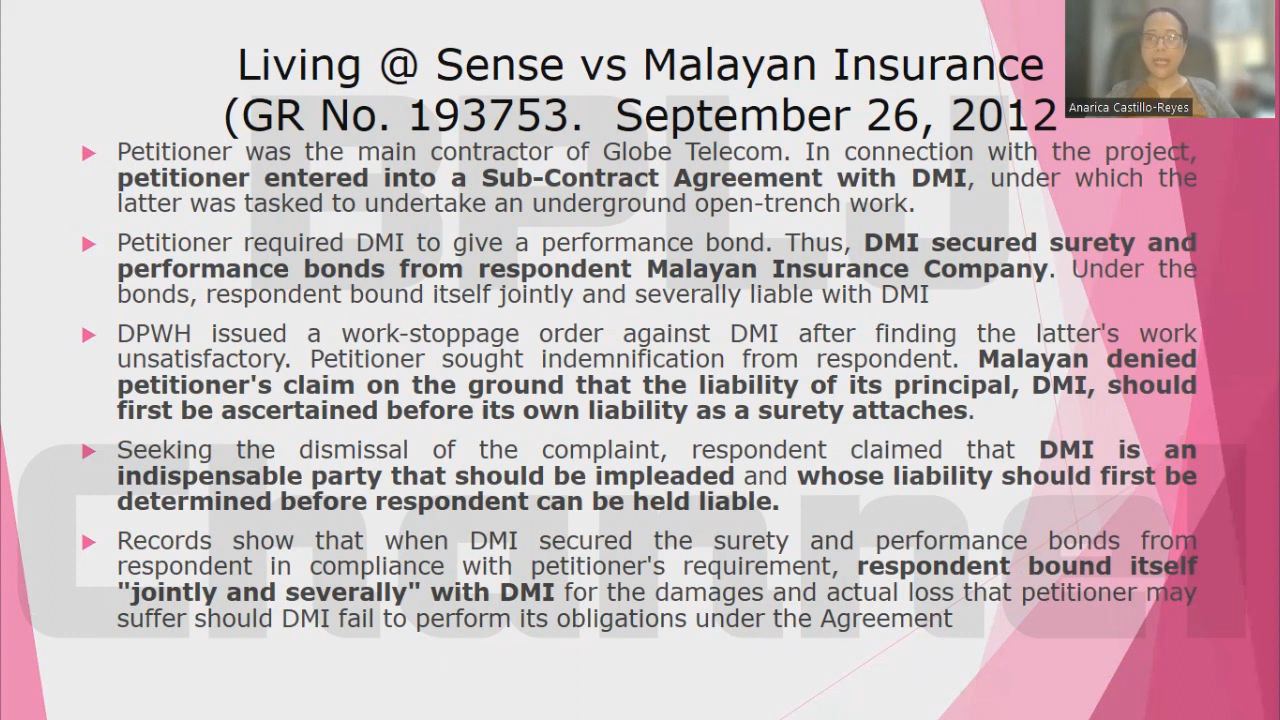 Living @ Sense vs Malayan Insurance
(GR No. 193753. September 26, 2012
Anarica Castillo-Reyes
Petitioner was the main contractor of Globe Telecom. In connection with the project,
petitioner entered into a Sub-Contract Agreement with DMI, under which the
latter was tasked to undertake an underground open-trench work.
Petitioner required DMI to give a performance bond. Thus, DMI secured surety and
performance bonds from respondent Malayan Insurance Company. Under the
bonds, respondent bound itself jointly and severally liable with DMI
DPWH issued a work-stoppage order against DMI after finding the latter's work
unsatisfactory. Petitioner sought indemnification from respondent. Malayan denied
petitioner's claim on the ground that the liability of its principal, DMI, should
first be ascertained before its own liability as a surety attaches.
Seeking the dismissal of the complaint, respondent claimed that DMI is an
indispensable party that should be impleaded and whose liability should first be
determined before respondent can be held liable.
Records show that when DMI secured the surety and performance bonds from
respondent in compliance with petitioner's requirement, respondent bound itself
"jointly and severally" with DMI for the damages and actual loss that petitioner may
suffer should DMI fail to perform its obligations under the Agreement
BPLJ
Channel